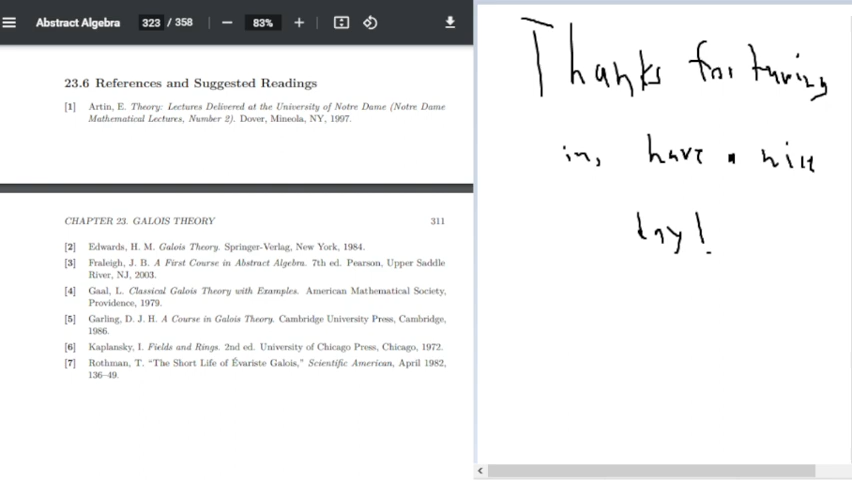 Abstract Algebra 323 / 358 83%
23.6 References and Suggested Readings
[1] Artin, E. Theory: Lectures Delivered at the University of Notre Dame (Notre Dame
Mathematical Lectures, Number 2). Dover, Mineola, NY, 1997.
CHAPTER 23. GALOIS THEORY 311
[2] Edwards, H. M. Galois Theory. Springer-Verlag, New York, 1984.
[3] Fraleigh, J. B. A First Course in Abstract Algebra. 7th ed. Pearson, Upper Saddle
River, NJ, 2003.
[4] Gaal, L. Classical Galois Theory with Examples. American Mathematical Society,
Providence, 1979.
[5] Garling, D. J. H. A Course in Galois Theory. Cambridge University Press, Cambridge,
1986.
[6] Kaplansky, I. Fields and Rings. 2nd ed. University of Chicago Press, Chicago, 1972.
[7] Rothman, T. “The Short Life of Évariste Galois,” Scientific American, April 1982,
136–49.
Thanks for tuning
in, have a nice
day!